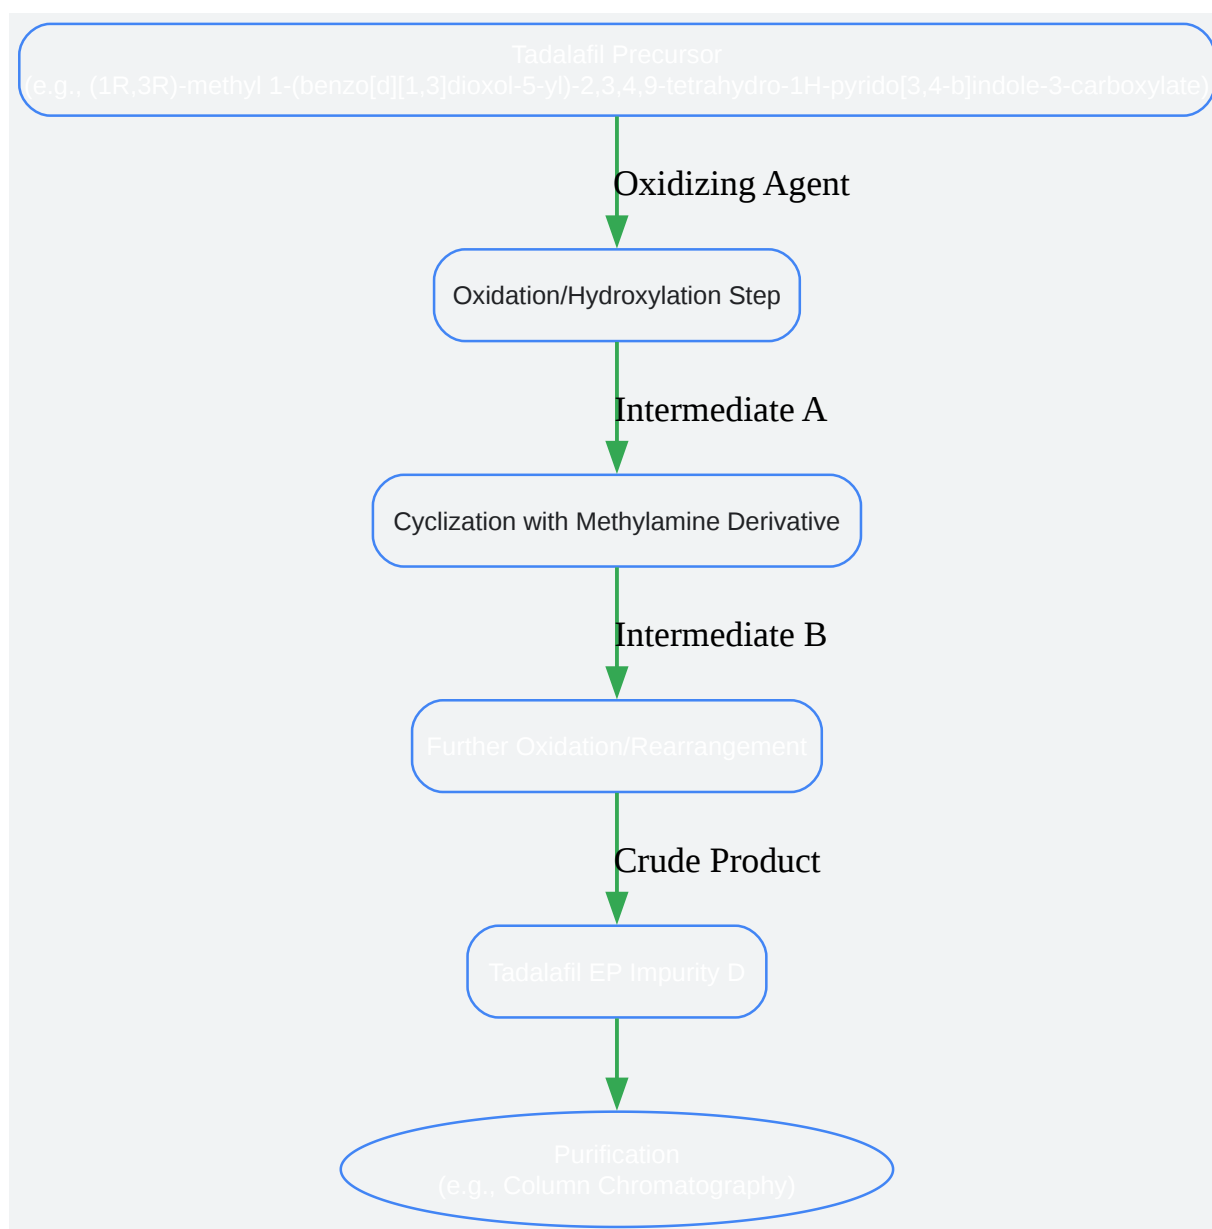 Tadalafil Precursor
(e.g., (1R,3R)-methyl 1-(benzo[d][1,3]dioxol-5-yl)-2,3,4,9-tetrahydro-1H-pyrido[3,4-b]indole-3-carboxylate)
Oxidizing Agent
Oxidation/Hydroxylation Step
Intermediate A
Cyclization with Methylamine Derivative
Intermediate B
Further Oxidation/Rearrangement
Crude Product
Tadalafil EP Impurity D
Purification
(e.g., Column Chromatography)